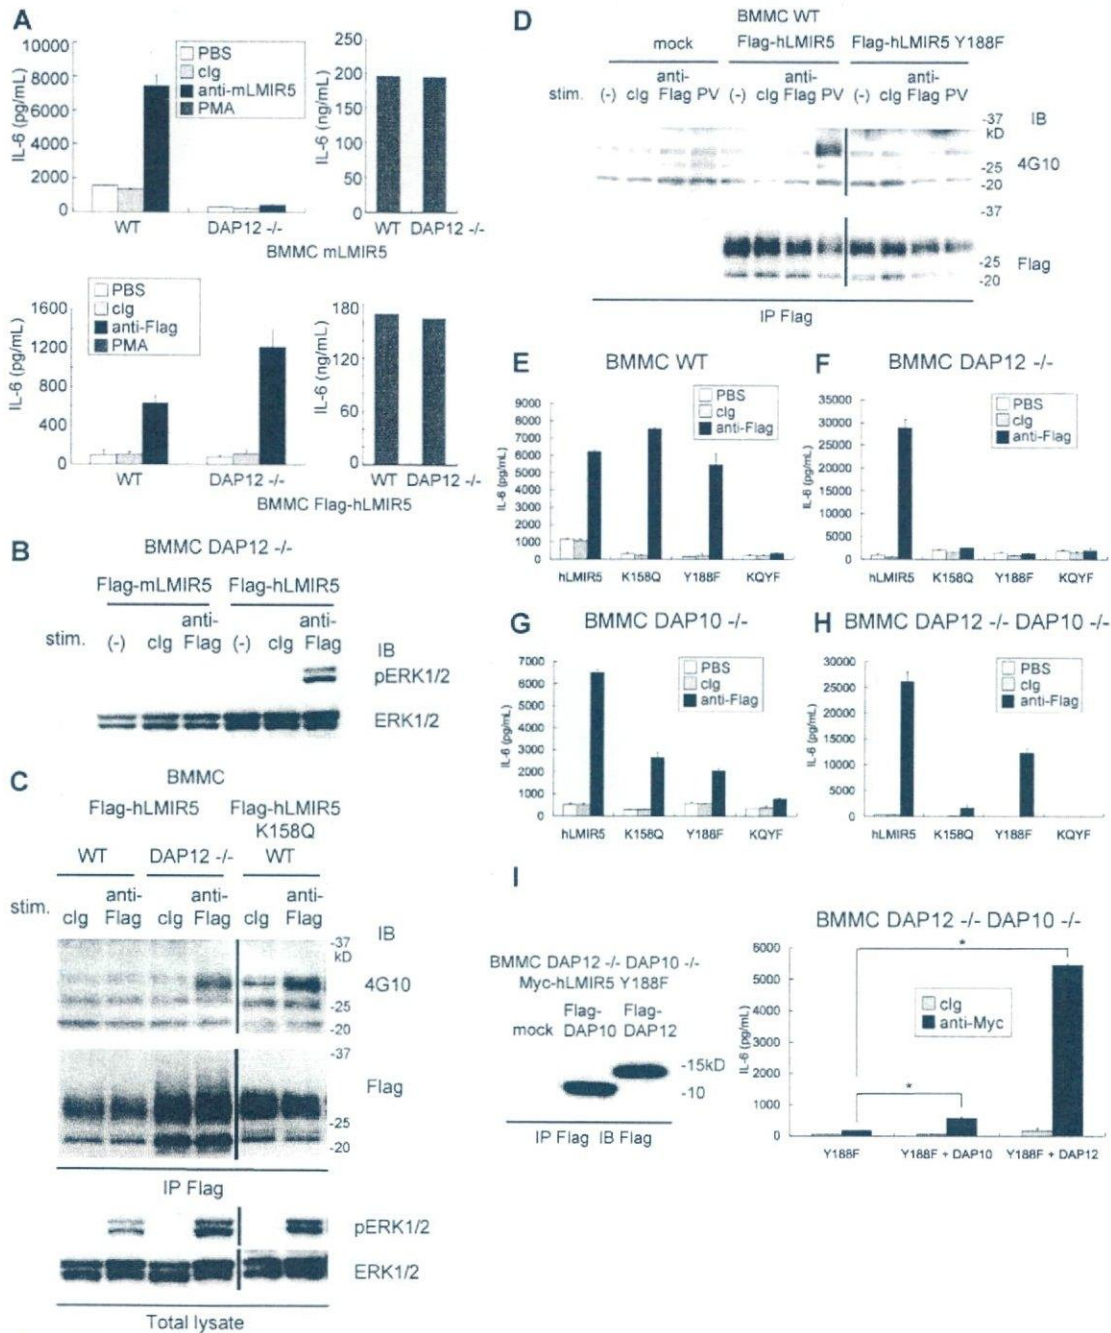 A
IL-6 (pg/mL)
10000
8000
6000
4000
2000
0
PBS
cIg
anti-mLMIR5
PMA
WT
DAP12 -/-
IL-6 (ng/mL)
250
200
150
100
50
0
WT DAP12 -/-
BMMC mLMIR5
IL-6 (pg/mL)
1600
1200
800
400
0
PBS
cIg
anti-Flag
PMA
WT
DAP12 -/-
IL-6 (ng/mL)
180
120
60
0
WT DAP12 -/-
BMMC Flag-hLMIR5
B
BMMC DAP12 -/-
Flag-mLMIR5 Flag-hLMIR5
stim. (-) cIg anti-Flag (-) cIg anti-Flag
IB
pERK1/2
ERK1/2
C
BMMC
Flag-hLMIR5 Flag-hLMIR5 K158Q
WT DAP12 -/- WT
stim. cIg anti-Flag cIg anti-Flag cIg anti-Flag
IB
-37 kD
4G10
-25
-20
-37
Flag
-25
-20
IP Flag
pERK1/2
ERK1/2
Total lysate
D
BMMC WT
mock Flag-hLMIR5 Flag-hLMIR5 Y188F
stim. (-) cIg anti-Flag PV (-) cIg anti-Flag PV (-) cIg anti-Flag PV
-37 kD
IB
4G10
-25
-20
-37
Flag
-25
-20
IP Flag
E
BMMC WT
IL-6 (pg/mL)
9000
8000
7000
6000
5000
4000
3000
2000
1000
0
PBS
cIg
anti-Flag
hLMIR5 K158Q Y188F KQYF
F
BMMC DAP12 -/-
IL-6 (pg/mL)
35000
30000
25000
20000
15000
10000
5000
0
PBS
cIg
anti-Flag
hLMIR5 K158Q Y188F KQYF
G
BMMC DAP10 -/-
IL-6 (pg/mL)
7000
6000
5000
4000
3000
2000
1000
0
PBS
cIg
anti-Flag
hLMIR5 K158Q Y188F KQYF
H
BMMC DAP12 -/- DAP10 -/-
IL-6 (pg/mL)
30000
25000
20000
15000
10000
5000
0
PBS
cIg
anti-Flag
hLMIR5 K158Q Y188F KQYF
I
BMMC DAP12 -/- DAP10 -/-
Myc-hLMIR5 Y188F
mock Flag-DAP10 Flag-DAP12
-15kD
-10
IP Flag IB Flag
BMMC DAP12 -/- DAP10 -/-
IL-6 (pg/mL)
6000
5000
4000
3000
2000
1000
0
cIg
anti-Myc
*
*
Y188F Y188F + DAP10 Y188F + DAP12